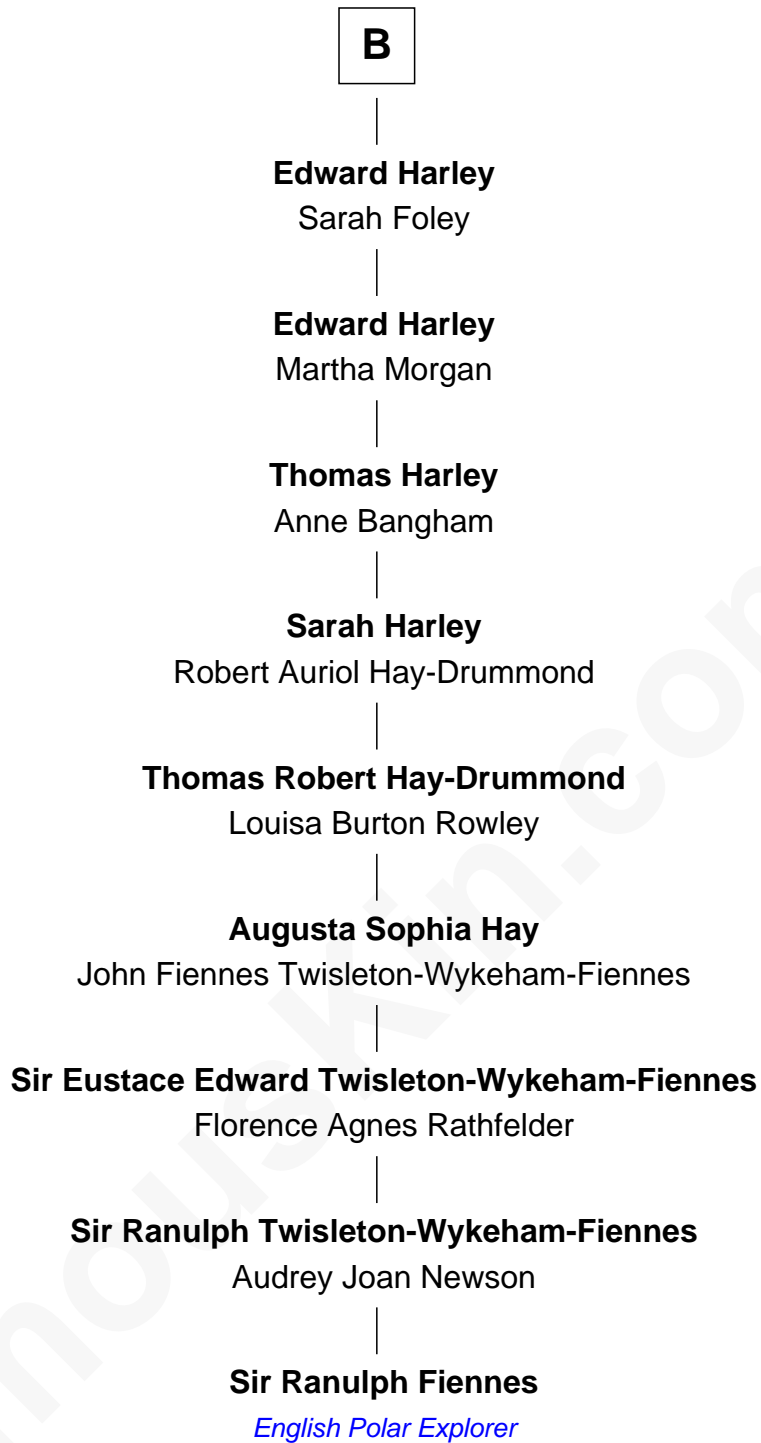 B
Edward Harley
Sarah Foley
Edward Harley
Martha Morgan
Thomas Harley
Anne Bangham
Sarah Harley
Robert Auriol Hay-Drummond
Thomas Robert Hay-Drummond
Louisa Burton Rowley
Augusta Sophia Hay
John Fiennes Twisleton-Wykeham-Fiennes
Sir Eustace Edward Twisleton-Wykeham-Fiennes
Florence Agnes Rathfelder
Sir Ranulph Twisleton-Wykeham-Fiennes
Audrey Joan Newson
Sir Ranulph Fiennes
English Polar Explorer